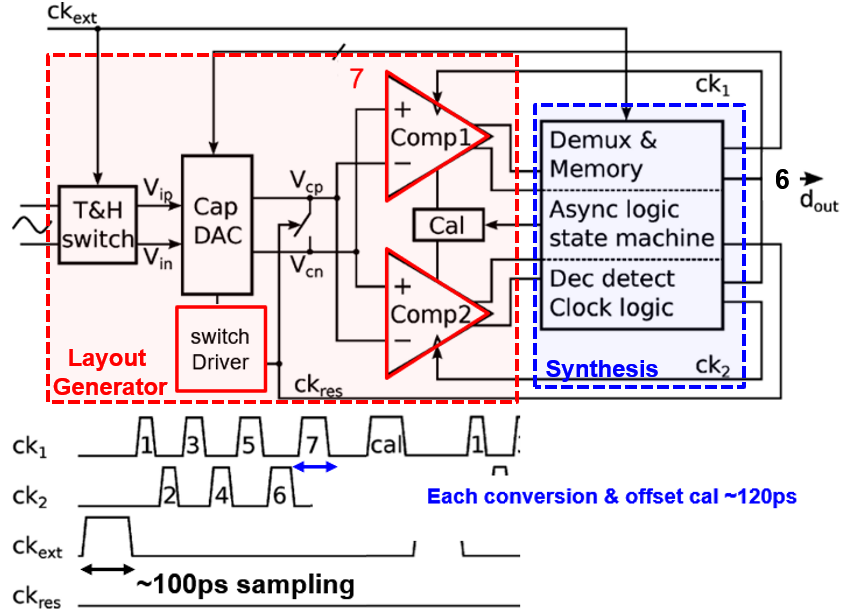 ck_ext
7
ck_1
Comp1
+
−
Demux &
Memory
6
d_out
V_cp
V_ip
T&H
switch
Cap
DAC
Cal
Async logic
state machine
V_in
V_cn
Dec detect
Clock logic
+
Comp2
−
switch
Driver
Layout
Generator
Synthesis
ck_2
ck_res
ck_1
1 3 5 7 cal 1
ck_2
2 4 6
Each conversion & offset cal ~120ps
ck_ext
~100ps sampling
ck_res